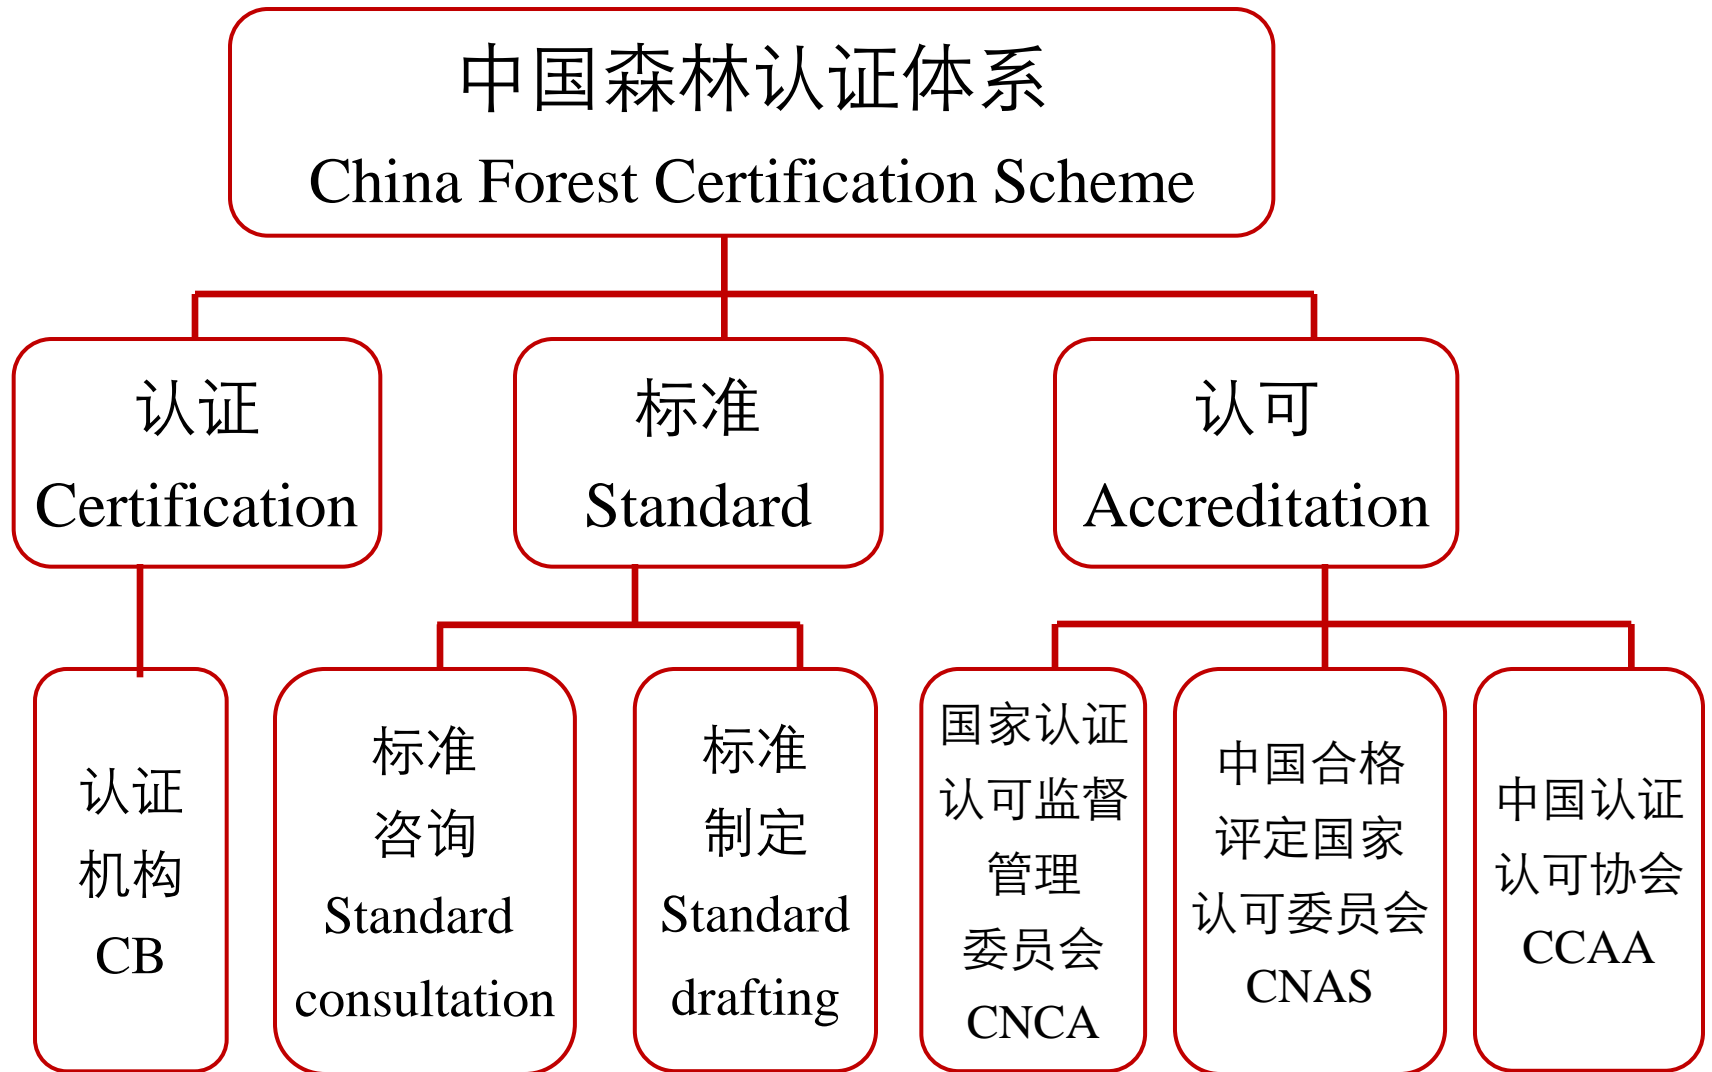 中国森林认证体系
China Forest Certification Scheme
认证
Certification
标准
Standard
认可
Accreditation
认证
机构
CB
标准
咨询
Standard
consultation
标准
制定
Standard
drafting
国家认证
认可监督
管理
委员会
CNCA
中国合格
评定国家
认可委员会
CNAS
中国认证
认可协会
CCAA